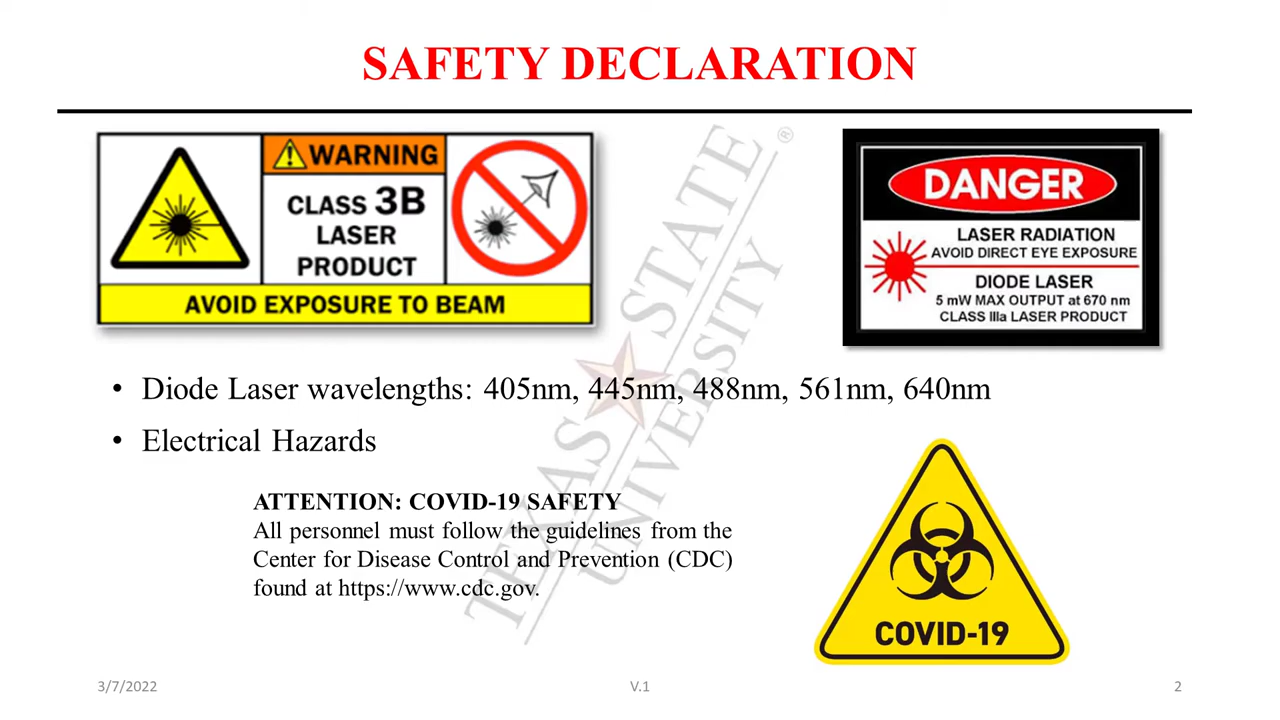 SAFETY DECLARATION
WARNING
CLASS 3B
LASER
PRODUCT
AVOID EXPOSURE TO BEAM
DANGER
LASER RADIATION
AVOID DIRECT EYE EXPOSURE
DIODE LASER
5 mW MAX OUTPUT at 670 nm
CLASS IIIa LASER PRODUCT
TEXAS STATE
UNIVERSITY
®
• Diode Laser wavelengths: 405nm, 445nm, 488nm, 561nm, 640nm
• Electrical Hazards
ATTENTION: COVID-19 SAFETY
All personnel must follow the guidelines from the
Center for Disease Control and Prevention (CDC)
found at https://www.cdc.gov.
COVID-19
3/7/2022
V.1
2